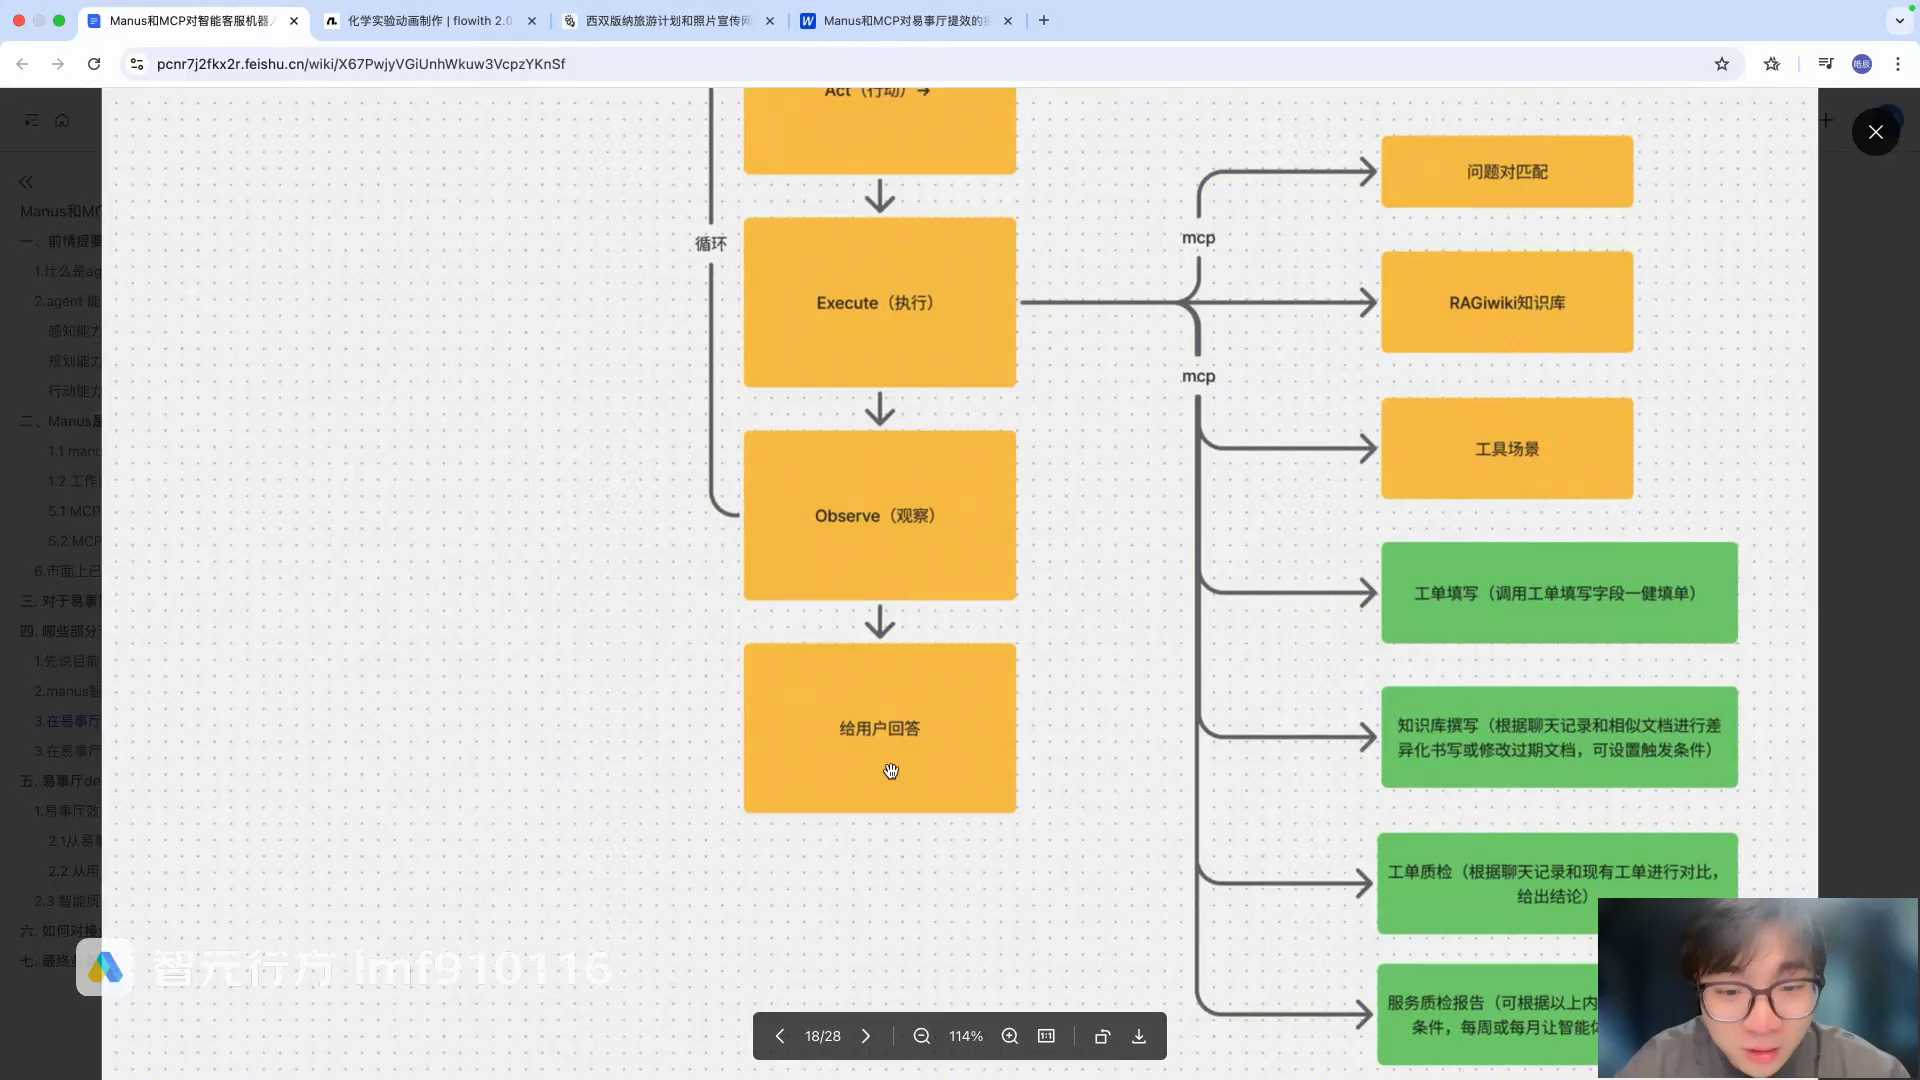 Manus和MCP对智能客服机器人
化学实验动画制作 | flowith 2.0
西双版纳旅游计划和照片宣传网
Manus和MCP对易事厅提效的
pcnr7j2fkx2r.feishu.cn/wiki/X67PwjyVGiUnhWkuw3VcpzYKnSf
皓辰
Manus和MC
一、前情提要
1.什么是ag
2.agent 能
感知能力
规划能力
行动能力
二、Manus是
1.1 man
1.2 工作
5.1 MCP
5.2 MCP
6.市面上已
三. 对于易事
四. 哪些部分
1.先说目前
2.manus
3.在易事厅
3.在易事厅
五. 易事厅de
1.易事厅效
2.1从易
2.2 从用
2.3 智能质
六. 如何对接
七. 最终
Act（行动）→
循环
Execute（执行）
Observe（观察）
给用户回答
mcp
mcp
问题对匹配
RAGiwiki知识库
工具场景
工单填写（调用工单填写字段一健填单）
知识库撰写（根据聊天记录和相似文档进行差
异化书写或修改过期文档，可设置触发条件）
工单质检（根据聊天记录和现有工单进行对比，
给出结论）
服务质检报告（可根据以上内
条件，每周或每月让智能体
智元行方 lmf910116
18/28
114%
1:1